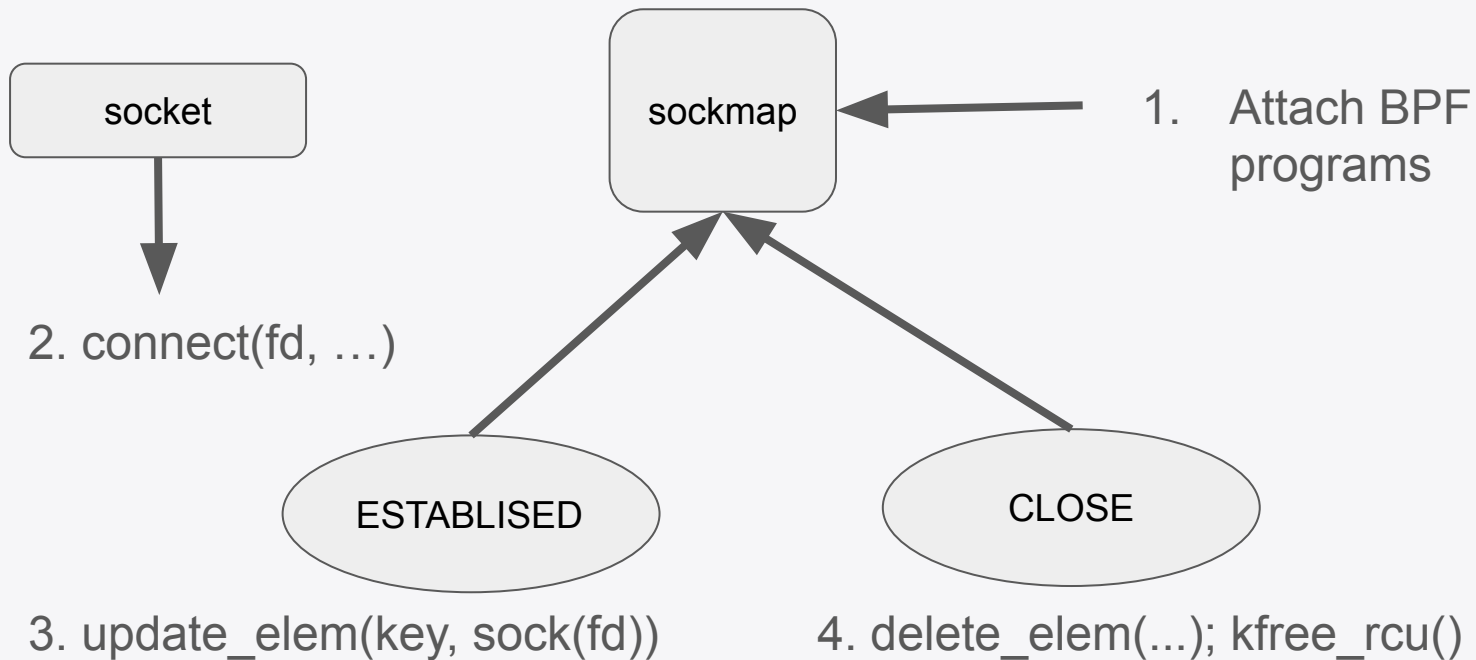 socket
sockmap
1. Attach BPF
programs
2. connect(fd, …)
ESTABLISED
CLOSE
3. update_elem(key, sock(fd))
4. delete_elem(...); kfree_rcu()